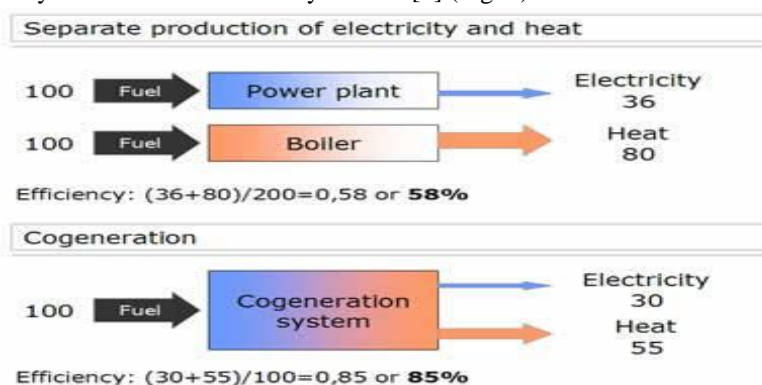 Separate production of electricity and heat
100 Fuel Power plant Electricity
36
100 Fuel Boiler Heat
80
Efficiency: (36+80)/200=0,58 or 58%
Cogeneration
100 Fuel Cogeneration system Electricity
30
Heat
55
Efficiency: (30+55)/100=0,85 or 85%